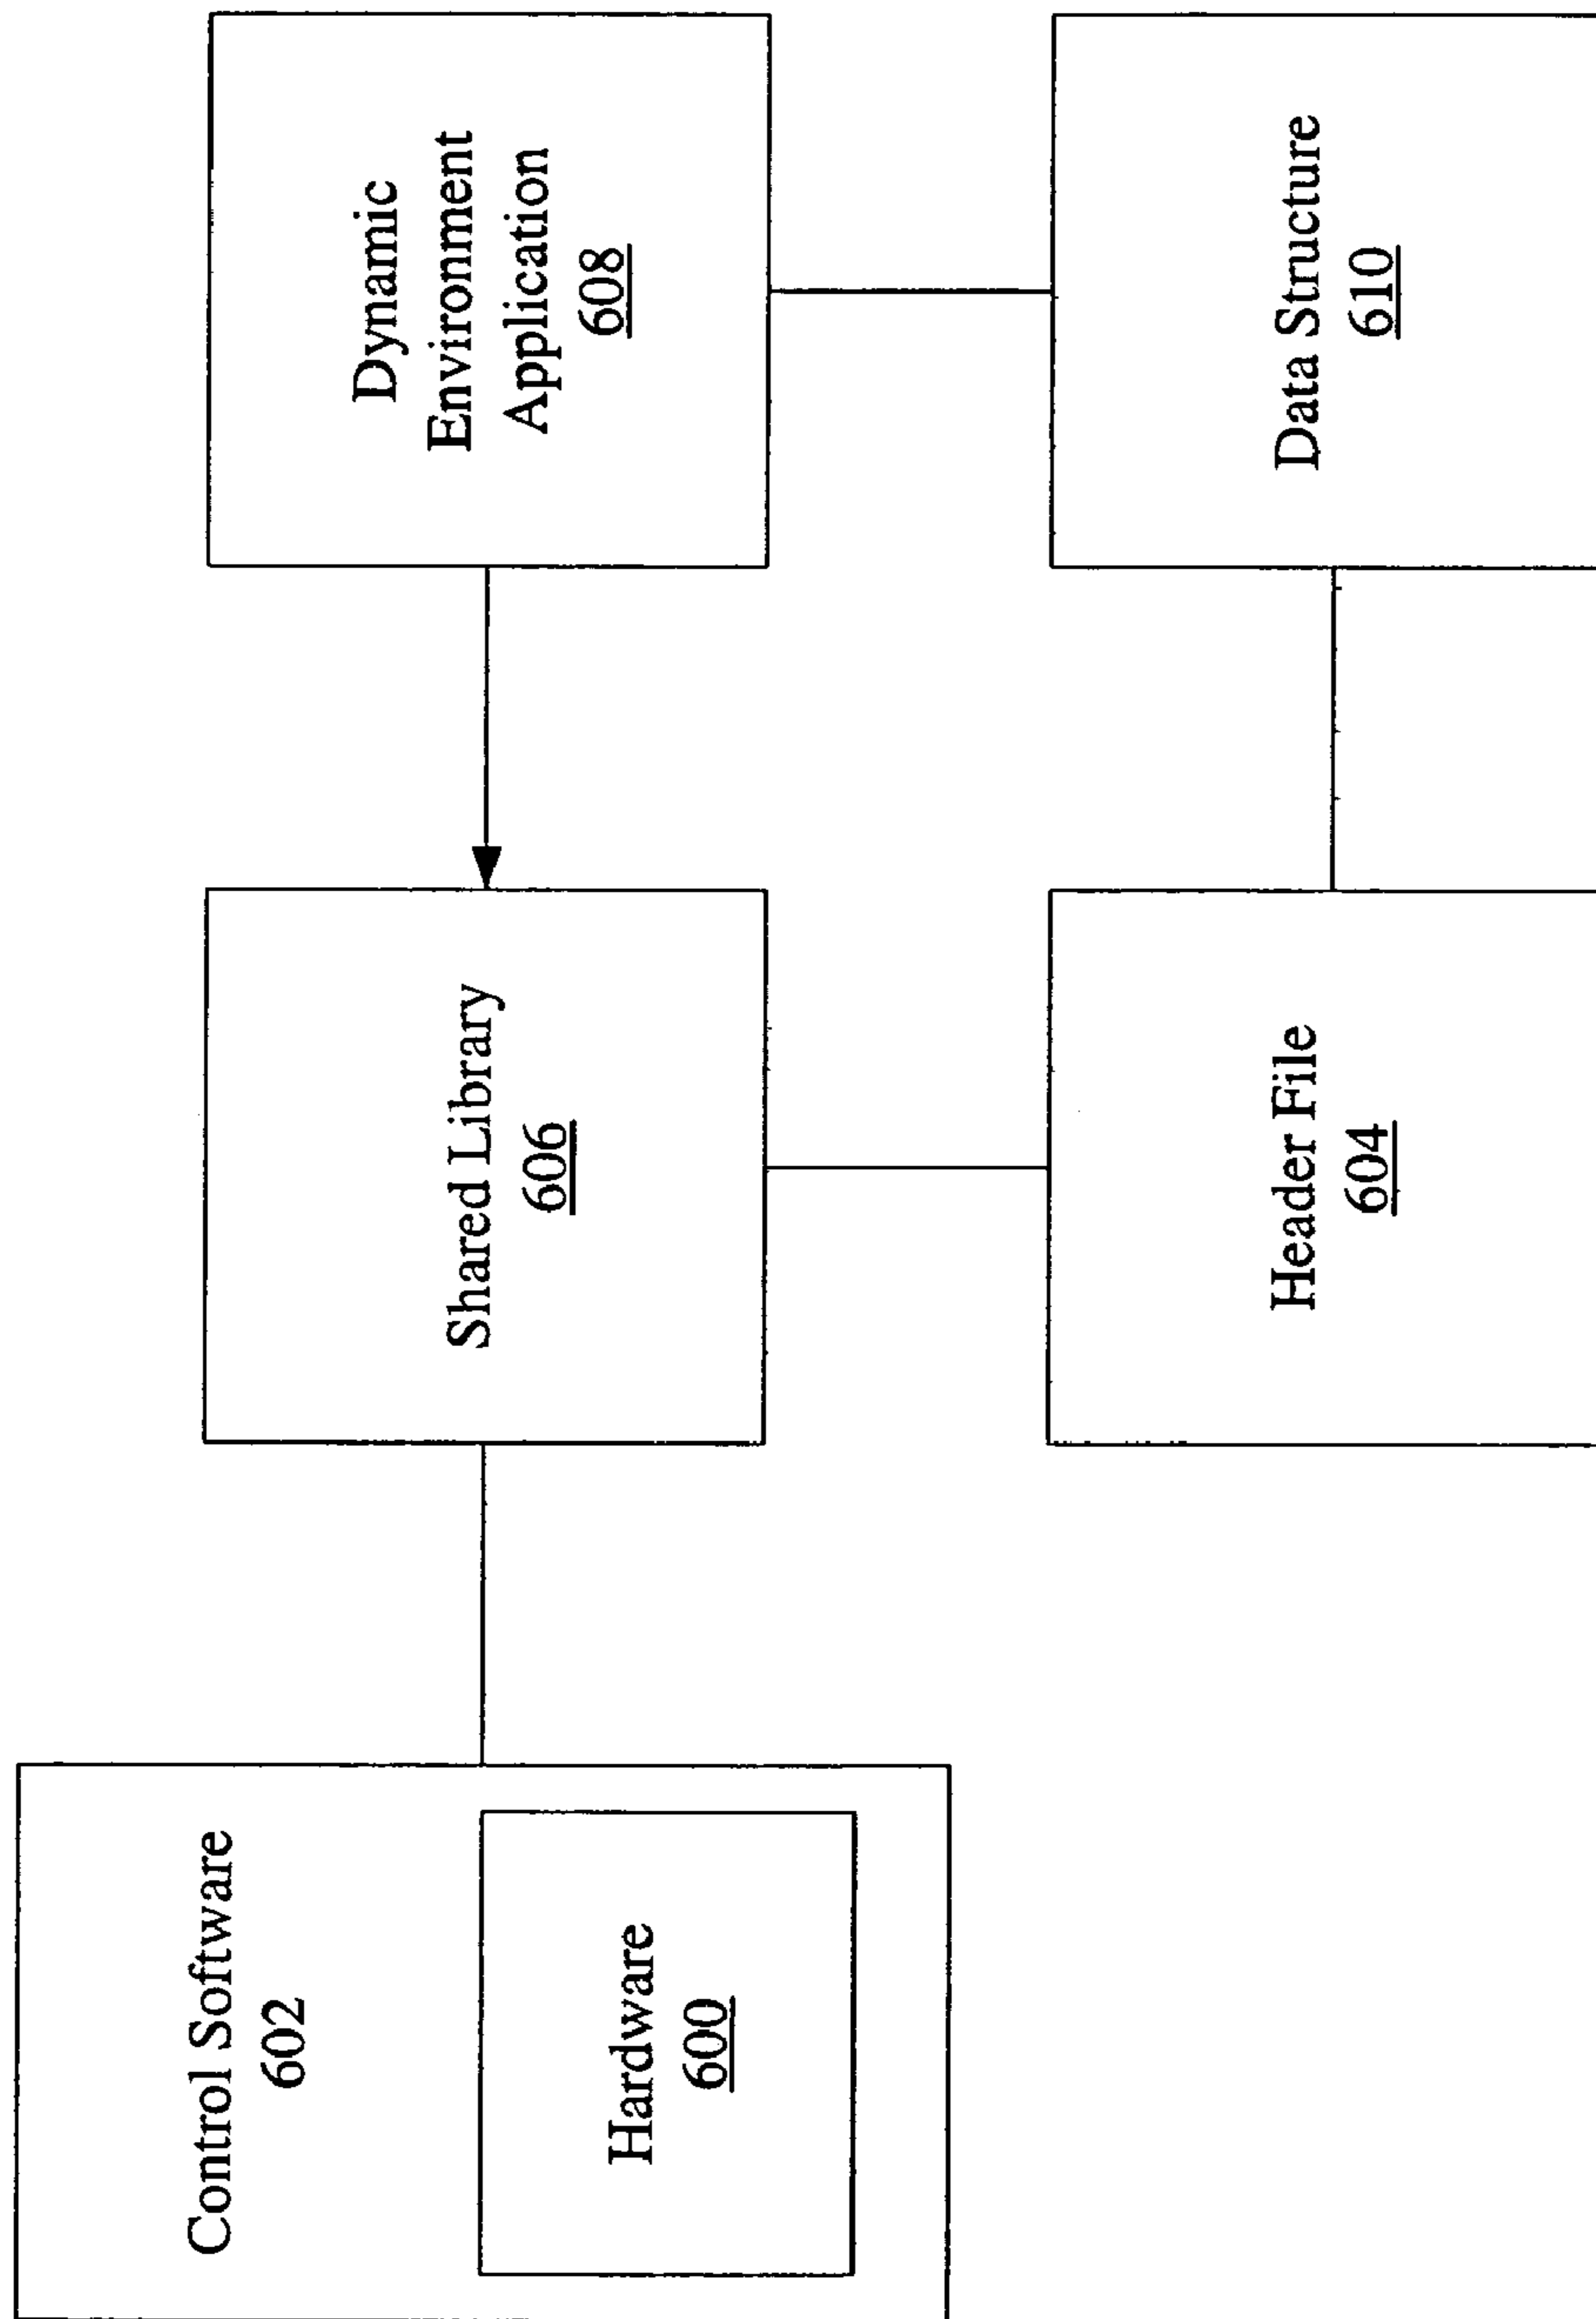 Control Software
602
Hardware
600
Shared Library
606
Dynamic
Environment
Application
608
Header File
604
Data Structure
610